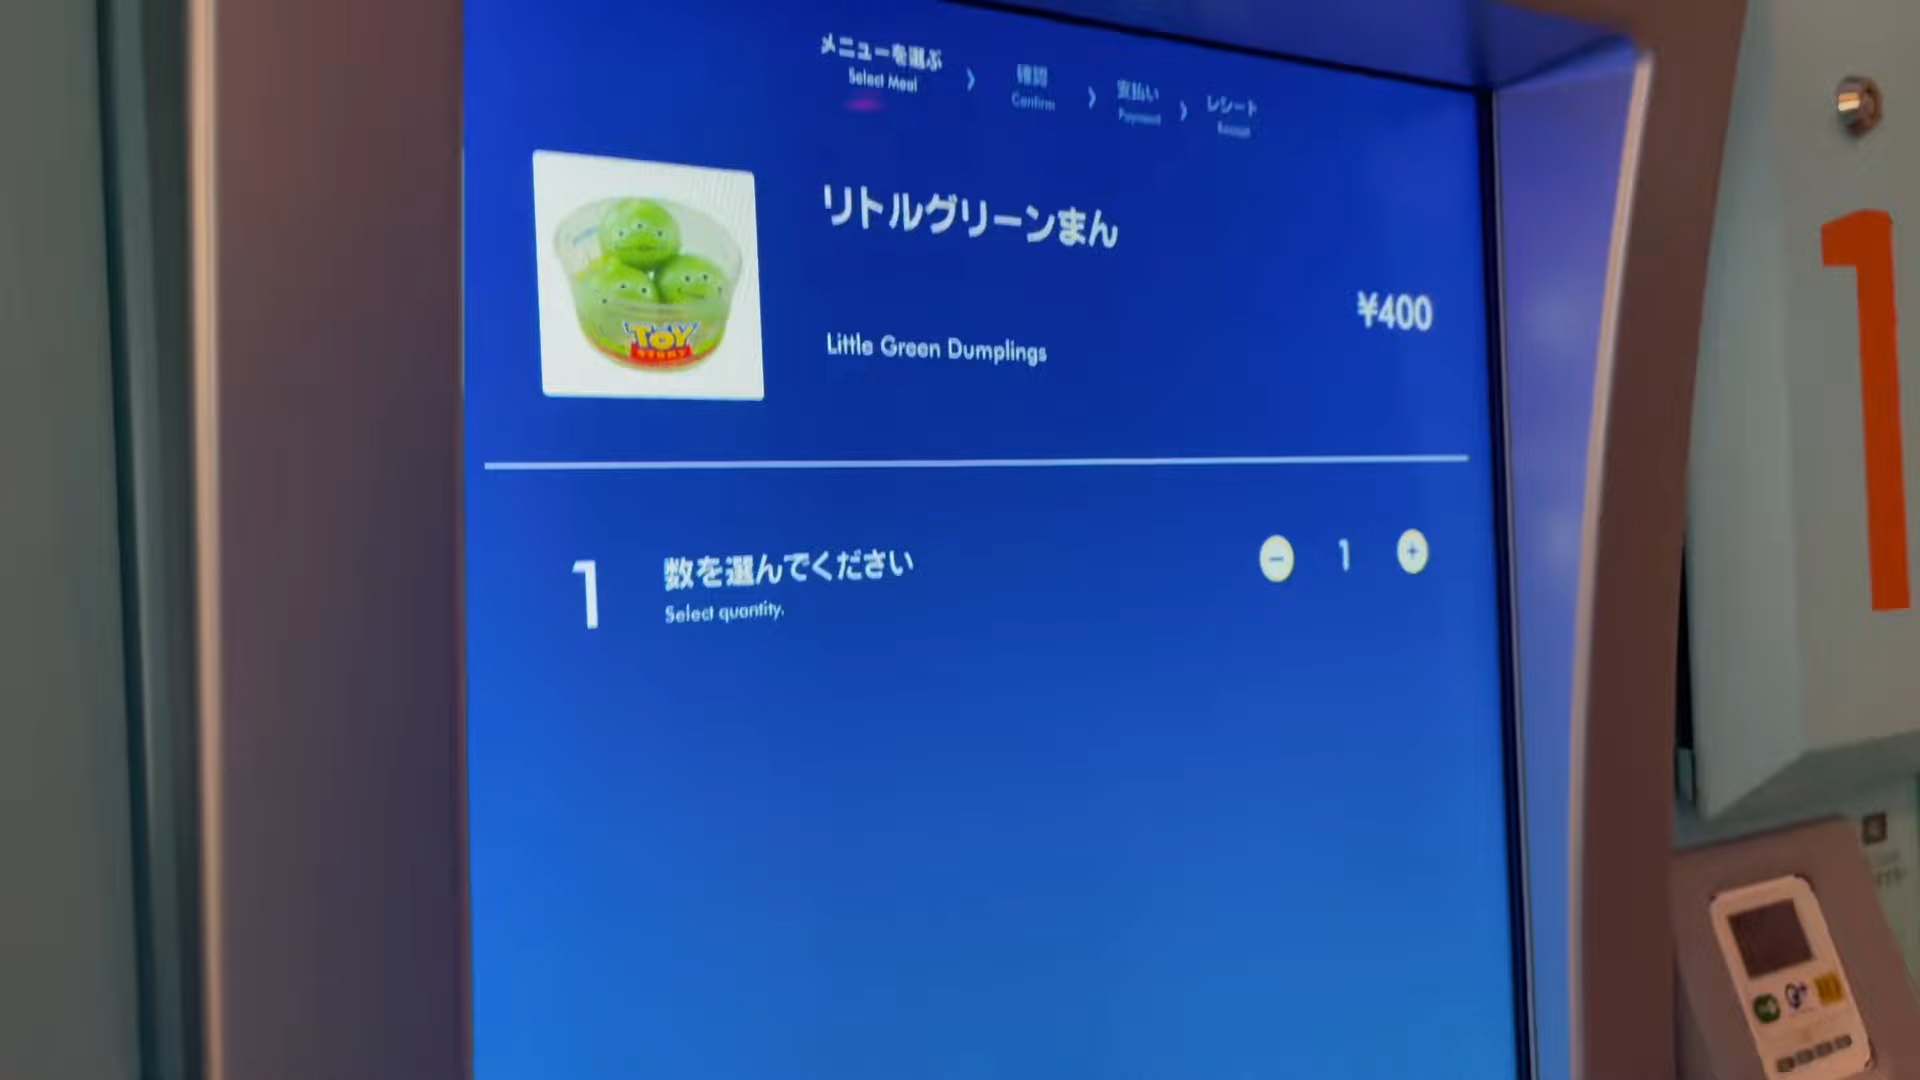 メニューを選ぶ
Select Meal
確認
Confirm
支払い
Payment
レシート
リトルグリーンまん
¥400
Little Green Dumplings
TOY
STORY
1
数を選んでください
Select quantity.
1
1